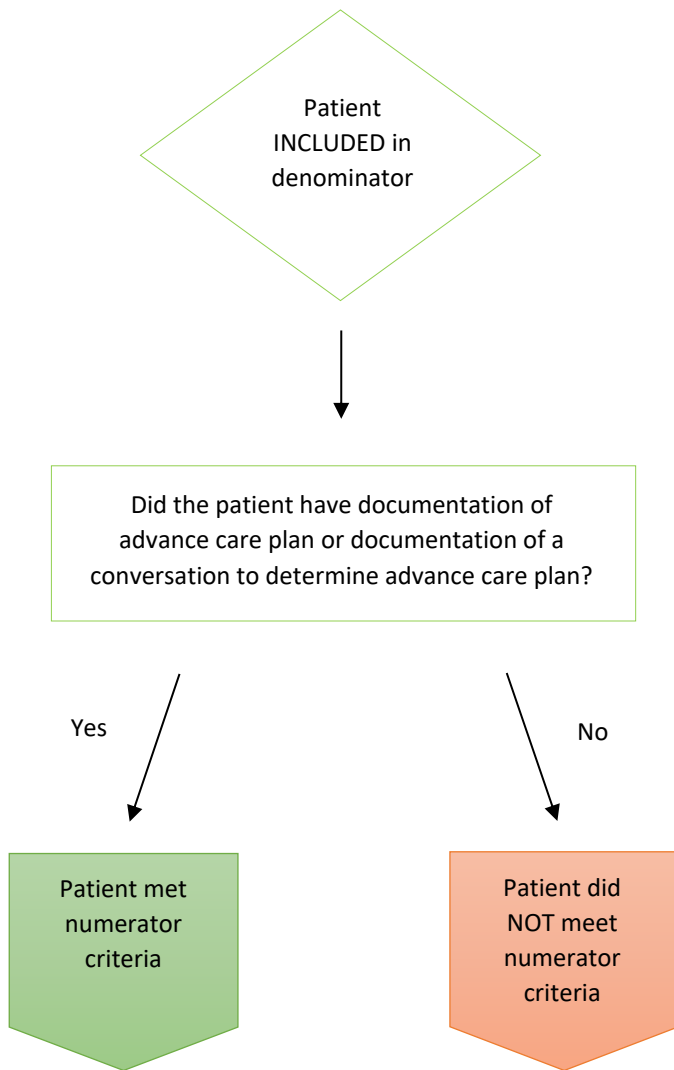 Patient
INCLUDED in
denominator
Did the patient have documentation of
advance care plan or documentation of a
conversation to determine advance care plan?
Yes
No
Patient met
numerator
criteria
Patient did
NOT meet
numerator
criteria